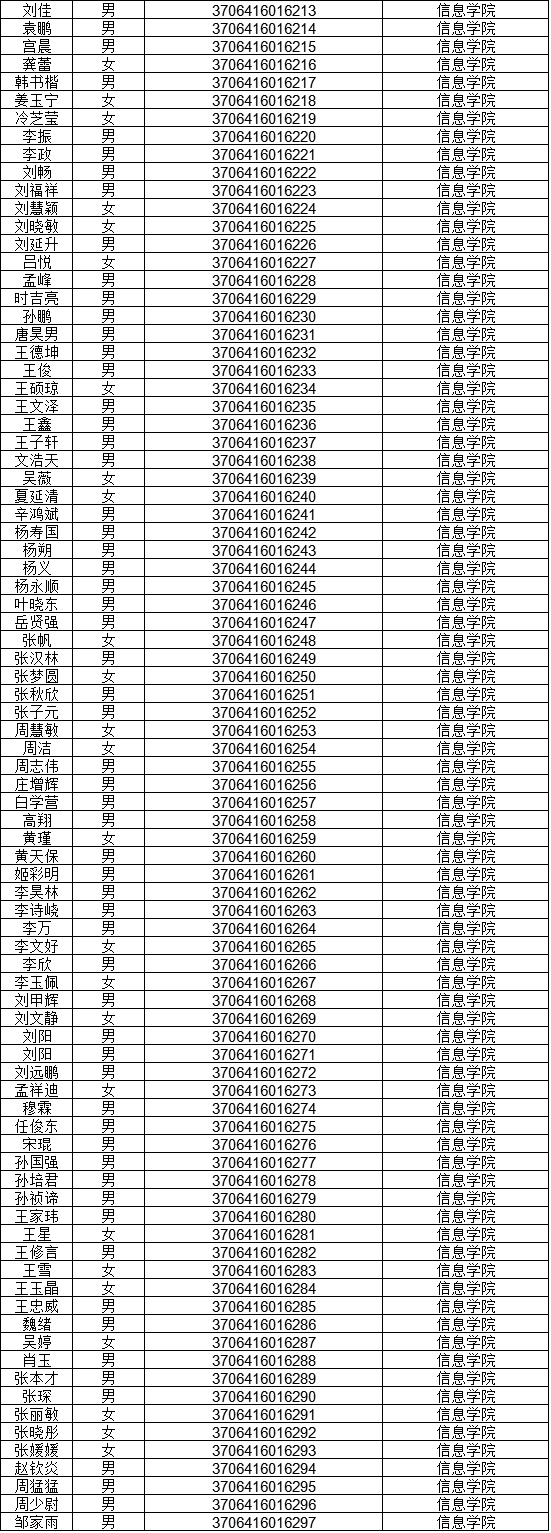 刘佳 男 3706416016213 信息学院
袁鹏 男 3706416016214 信息学院
宫晨 男 3706416016215 信息学院
龚蕾 女 3706416016216 信息学院
韩书楷 男 3706416016217 信息学院
姜玉宁 女 3706416016218 信息学院
冷芝莹 女 3706416016219 信息学院
李振 男 3706416016220 信息学院
李政 男 3706416016221 信息学院
刘畅 男 3706416016222 信息学院
刘福祥 男 3706416016223 信息学院
刘慧颖 女 3706416016224 信息学院
刘晓敏 女 3706416016225 信息学院
刘延升 男 3706416016226 信息学院
吕悦 女 3706416016227 信息学院
孟峰 男 3706416016228 信息学院
时吉亮 男 3706416016229 信息学院
孙鹏 男 3706416016230 信息学院
唐昊男 男 3706416016231 信息学院
王德坤 男 3706416016232 信息学院
王俊 男 3706416016233 信息学院
王硕琼 女 3706416016234 信息学院
王文泽 男 3706416016235 信息学院
王鑫 男 3706416016236 信息学院
王子轩 男 3706416016237 信息学院
文浩天 男 3706416016238 信息学院
吴薇 女 3706416016239 信息学院
夏延清 女 3706416016240 信息学院
辛鸿斌 男 3706416016241 信息学院
杨寿国 男 3706416016242 信息学院
杨朔 男 3706416016243 信息学院
杨义 男 3706416016244 信息学院
杨永顺 男 3706416016245 信息学院
叶晓东 男 3706416016246 信息学院
岳贤强 男 3706416016247 信息学院
张帆 女 3706416016248 信息学院
张汉林 男 3706416016249 信息学院
张梦圆 女 3706416016250 信息学院
张秋欣 男 3706416016251 信息学院
张子元 男 3706416016252 信息学院
周慧敏 女 3706416016253 信息学院
周洁 女 3706416016254 信息学院
周志伟 男 3706416016255 信息学院
庄增辉 男 3706416016256 信息学院
白学营 男 3706416016257 信息学院
高翔 男 3706416016258 信息学院
黄瑾 女 3706416016259 信息学院
黄天保 男 3706416016260 信息学院
姬彩明 男 3706416016261 信息学院
李昊林 男 3706416016262 信息学院
李诗峣 男 3706416016263 信息学院
李万 男 3706416016264 信息学院
李文好 女 3706416016265 信息学院
李欣 男 3706416016266 信息学院
李玉佩 女 3706416016267 信息学院
刘甲辉 男 3706416016268 信息学院
刘文静 女 3706416016269 信息学院
刘阳 男 3706416016270 信息学院
刘阳 男 3706416016271 信息学院
刘远鹏 男 3706416016272 信息学院
孟祥迪 女 3706416016273 信息学院
穆霖 男 3706416016274 信息学院
任俊东 男 3706416016275 信息学院
宋琨 男 3706416016276 信息学院
孙国强 男 3706416016277 信息学院
孙培君 男 3706416016278 信息学院
孙祯谛 男 3706416016279 信息学院
王家玮 男 3706416016280 信息学院
王星 女 3706416016281 信息学院
王修言 男 3706416016282 信息学院
王雪 女 3706416016283 信息学院
王玉晶 女 3706416016284 信息学院
王忠威 男 3706416016285 信息学院
魏绪 男 3706416016286 信息学院
吴婷 女 3706416016287 信息学院
肖玉 男 3706416016288 信息学院
张本才 男 3706416016289 信息学院
张琛 男 3706416016290 信息学院
张丽敏 女 3706416016291 信息学院
张晓彤 女 3706416016292 信息学院
张媛媛 女 3706416016293 信息学院
赵钦炎 男 3706416016294 信息学院
周猛猛 男 3706416016295 信息学院
周少尉 男 3706416016296 信息学院
邹家雨 男 3706416016297 信息学院